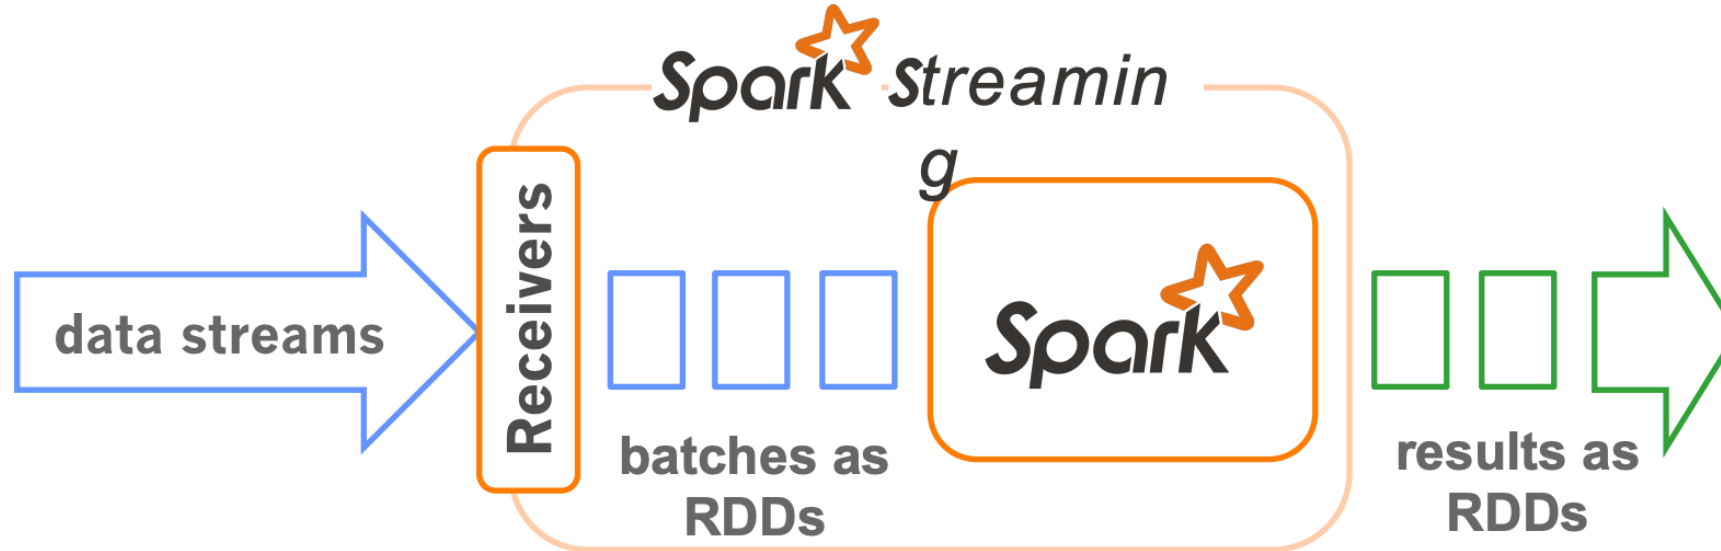 Spark Streamin
g
data streams
Receivers
batches as
RDDs
Spark
results as
RDDs